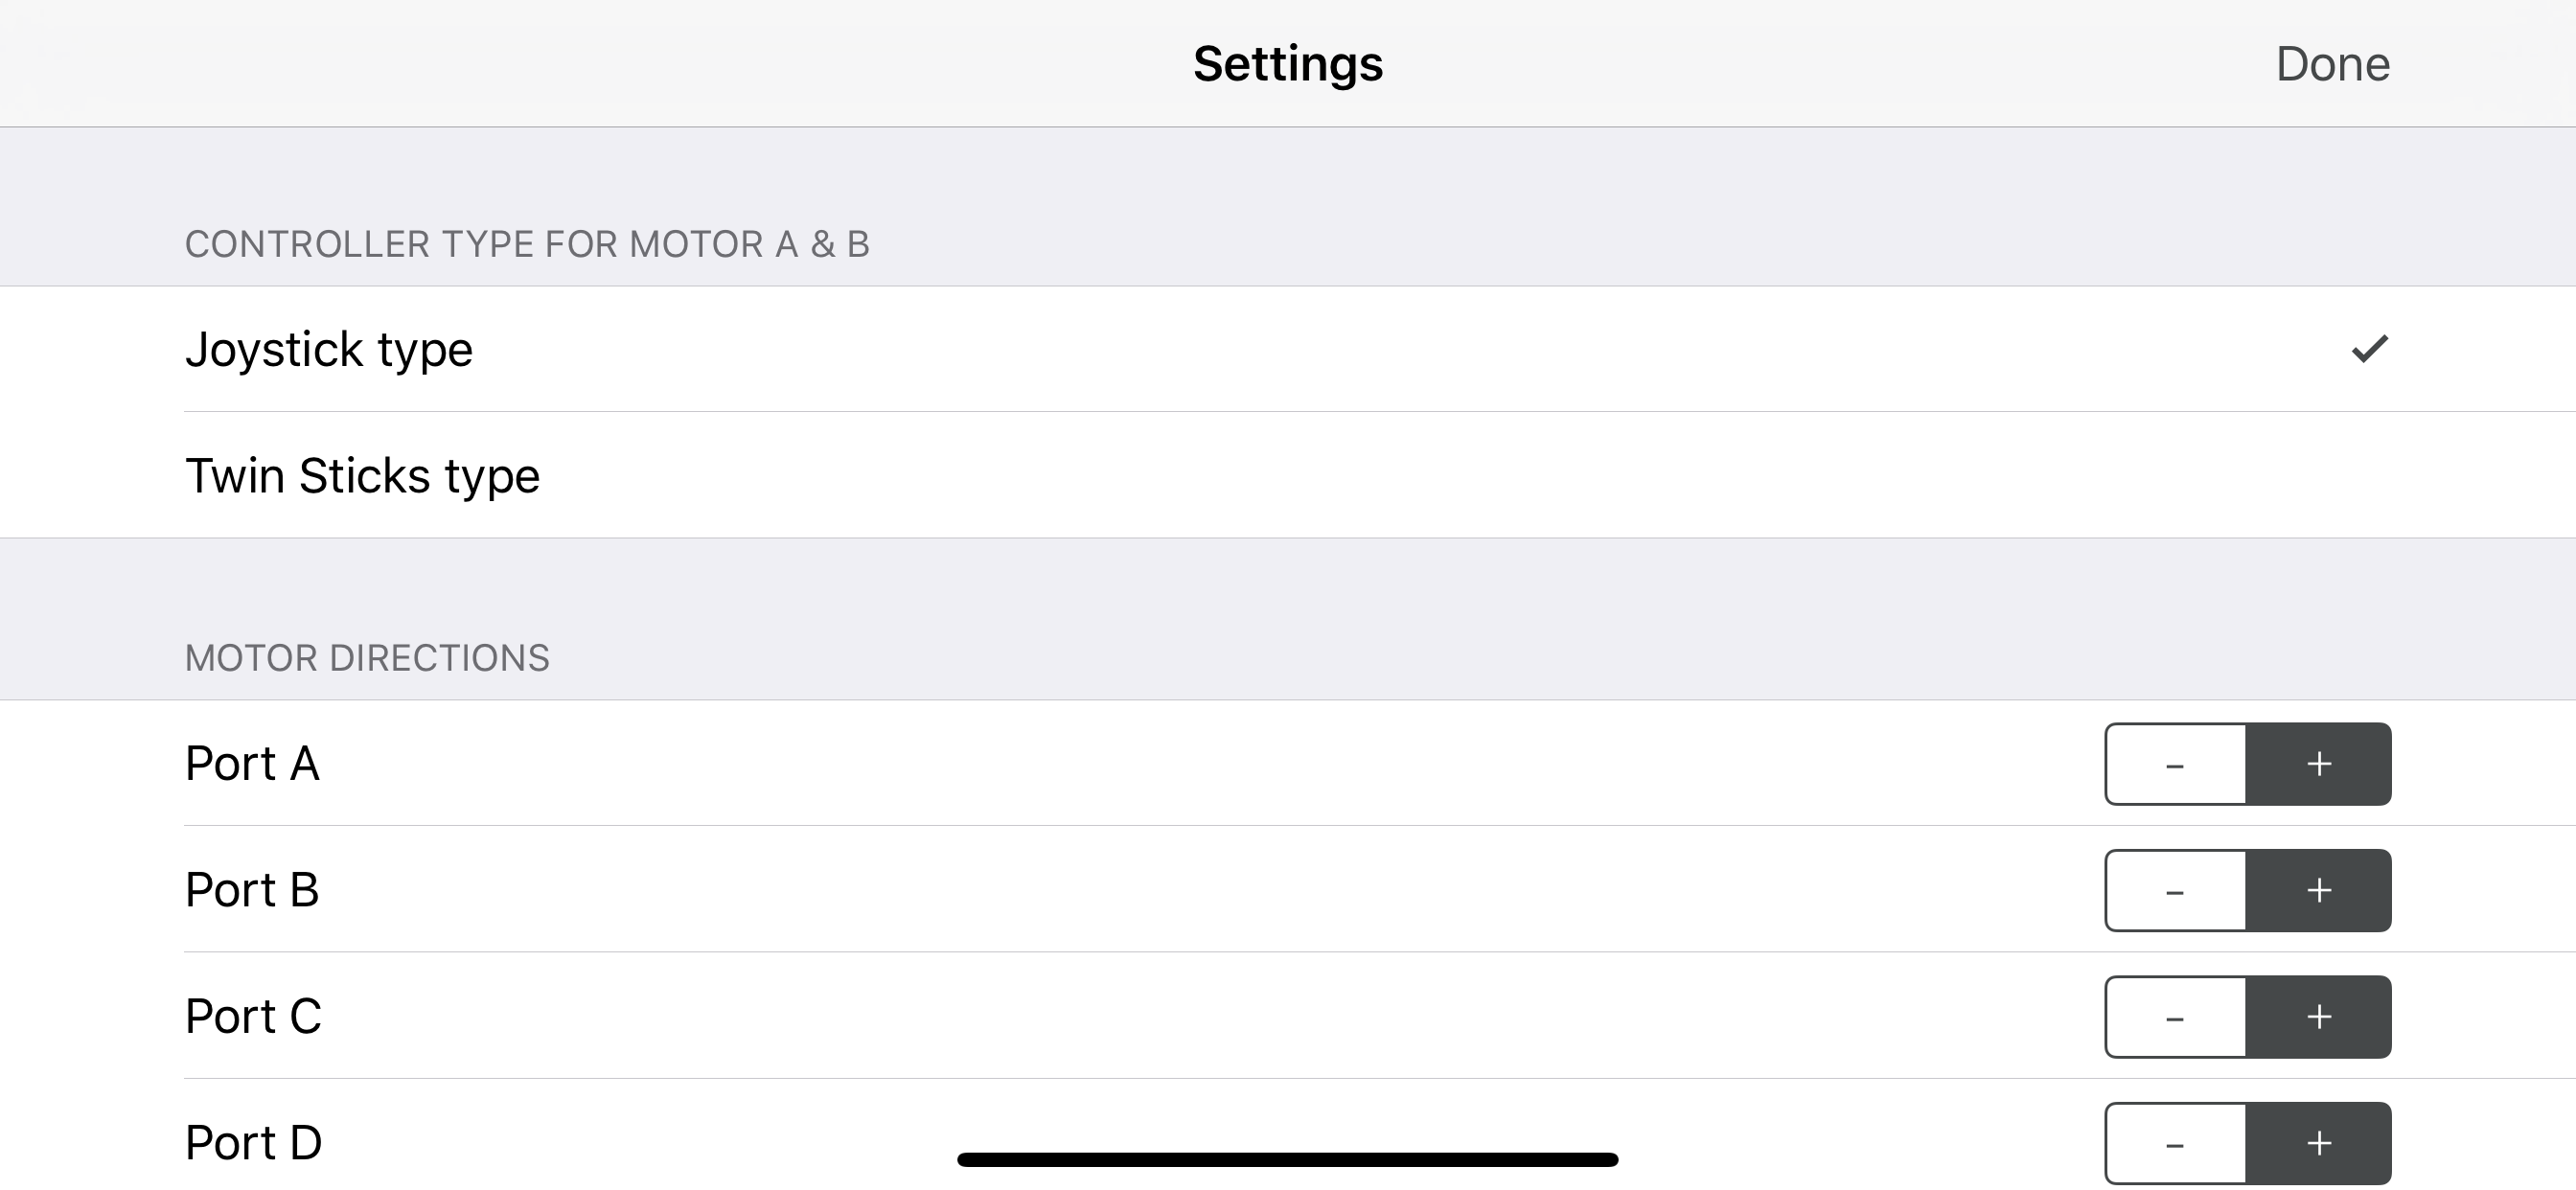 Settings
Done
CONTROLLER TYPE FOR MOTOR A & B
Joystick type
Twin Sticks type
MOTOR DIRECTIONS
Port A - +
Port B - +
Port C - +
Port D - +